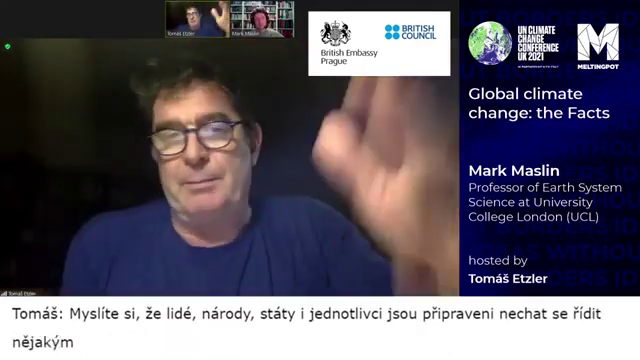 Tomáš Etzler
Mark Maslin
British Embassy
Prague
BRITISH
COUNCIL
UN CLIMATE
CHANGE
CONFERENCE
UK 2021
MELTINGPOT
Global climate
change: the Facts
Mark Maslin
Professor of Earth System
Science at University
College London (UCL)
hosted by
Tomáš Etzler
Tomáš Etzler
Tomáš: Myslíte si, že lidé, národy, státy i jednotlivci jsou připraveni nechat se řídit
nějakým